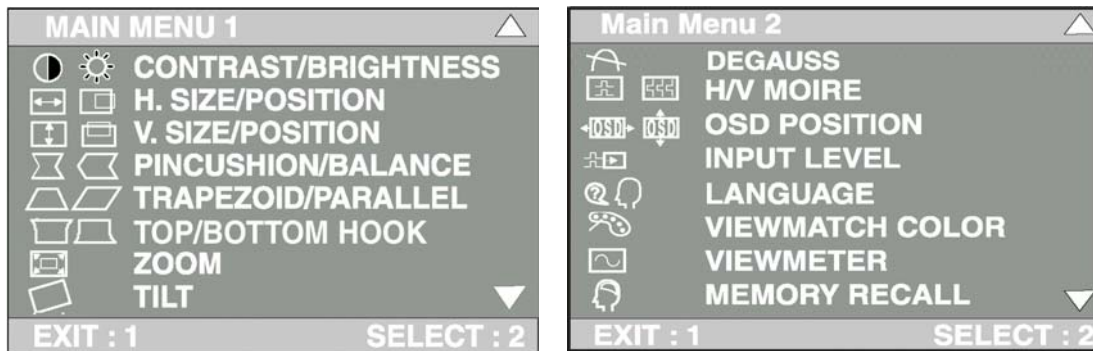 MAIN MENU 1
CONTRAST/BRIGHTNESS
H. SIZE/POSITION
V. SIZE/POSITION
PINCUSHION/BALANCE
TRAPEZOID/PARALLEL
TOP/BOTTOM HOOK
ZOOM
TILT
EXIT : 1 SELECT : 2
Main Menu 2
DEGAUSS
H/V MOIRE
OSD OSD OSD POSITION
INPUT LEVEL
LANGUAGE
VIEWMATCH COLOR
VIEWMETER
MEMORY RECALL
EXIT : 1 SELECT : 2